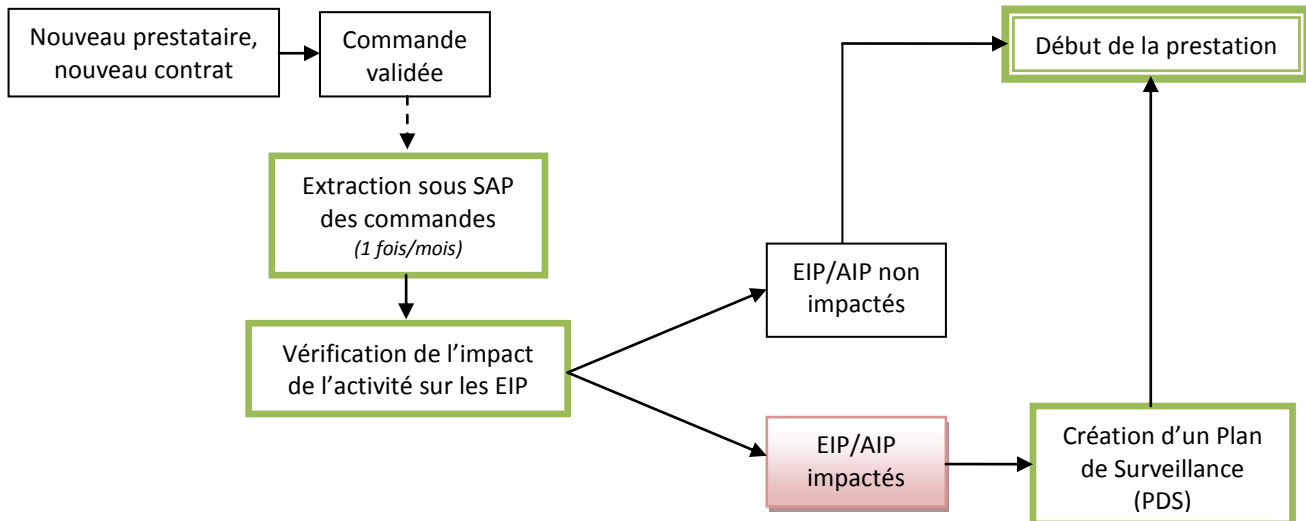 Nouveau prestataire,
nouveau contrat
Commande
validée
Début de la prestation
Extraction sous SAP
des commandes
(1 fois/mois)
EIP/AIP non
impactés
Vérification de l’impact
de l’activité sur les EIP
EIP/AIP
impactés
Création d’un Plan
de Surveillance
(PDS)